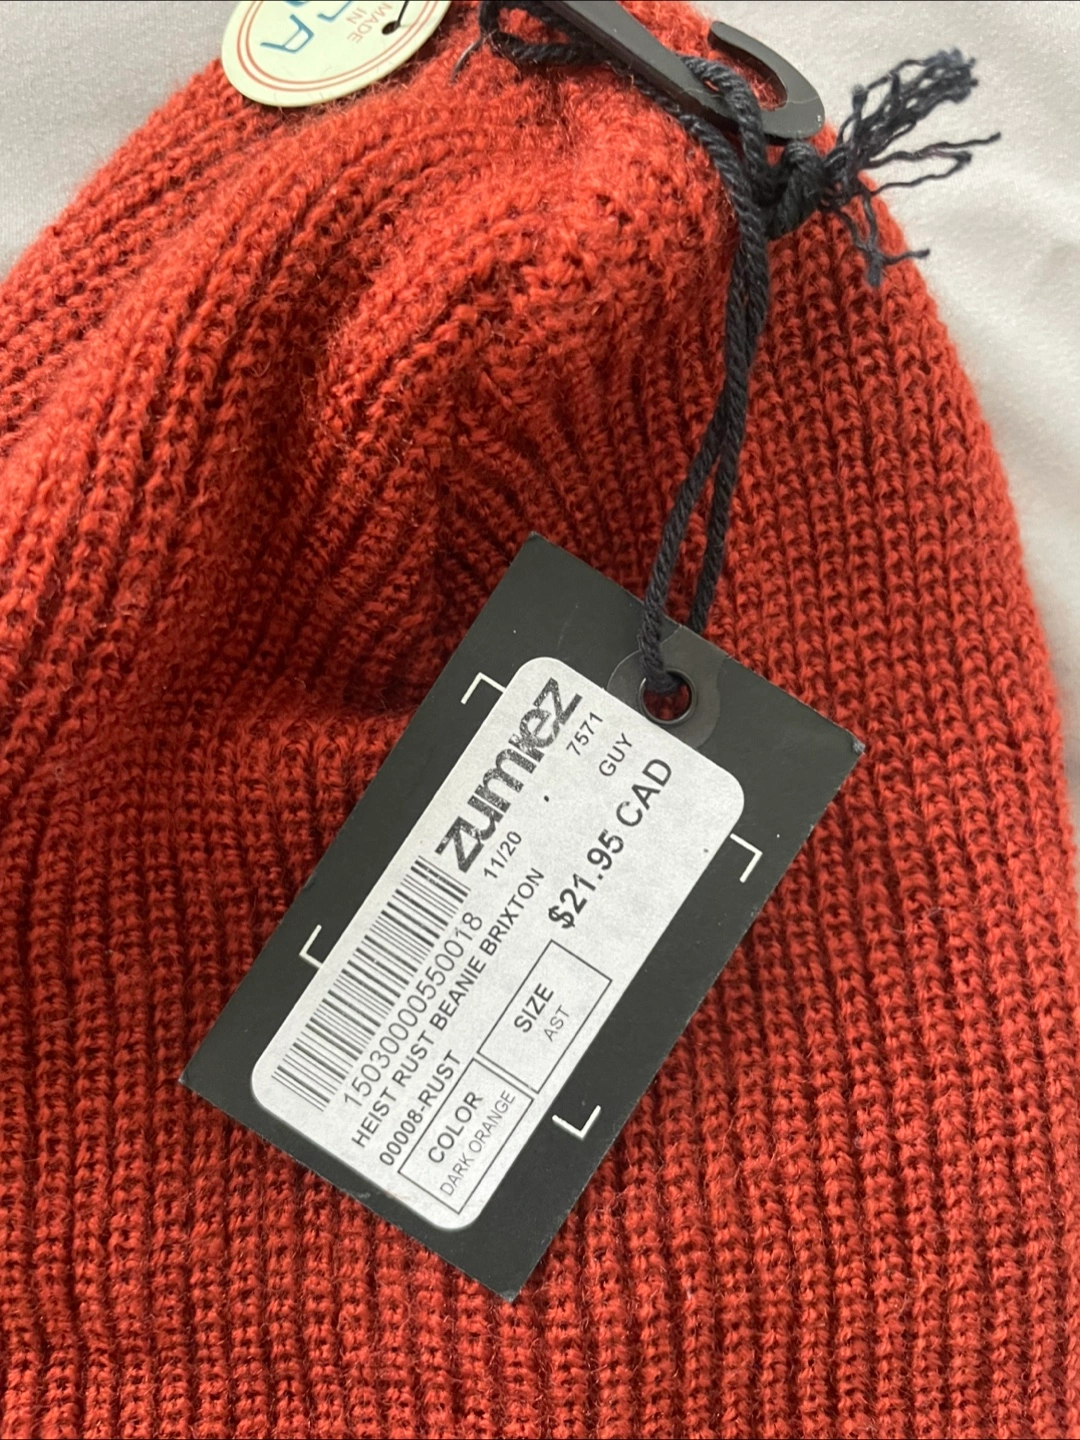 MADE
IN
zumiez
11/20
7571
150300000550018
HEIST RUST BEANIE BRIXTON
GUY
00008-RUST
$21.95 CAD
COLOR
DARK ORANGE
SIZE
AST